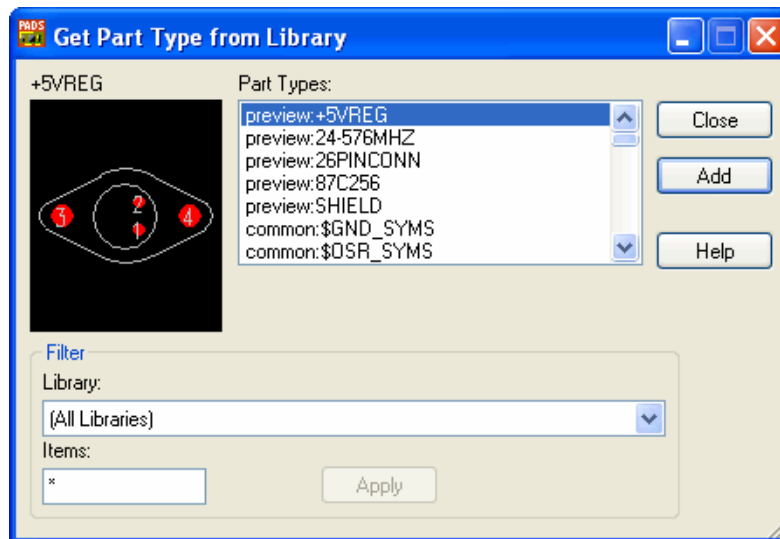 PADS
Get Part Type from Library
+5VREG
Part Types:
3
2
1
4
preview:+5VREG
preview:24-576MHZ
preview:26PINCONN
preview:87C256
preview:SHIELD
common:$GND_SYMS
common:$OSR_SYMS
Close
Add
Help
Filter
Library:
(All Libraries)
Items:
*
Apply